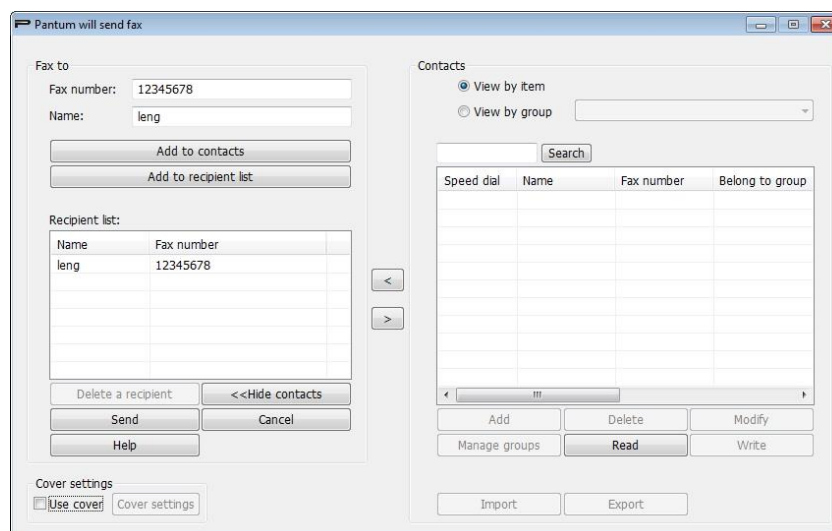 Pantum will send fax
Fax to
Fax number: 12345678
Name: leng
Add to contacts
Add to recipient list
Recipient list:
Name Fax number
leng 12345678
Delete a recipient <<Hide contacts
Send Cancel
Help
Cover settings
Use cover Cover settings
<
>
Contacts
View by item
View by group
Search
Speed dial Name Fax number Belong to group
Add Delete Modify
Manage groups Read Write
Import Export